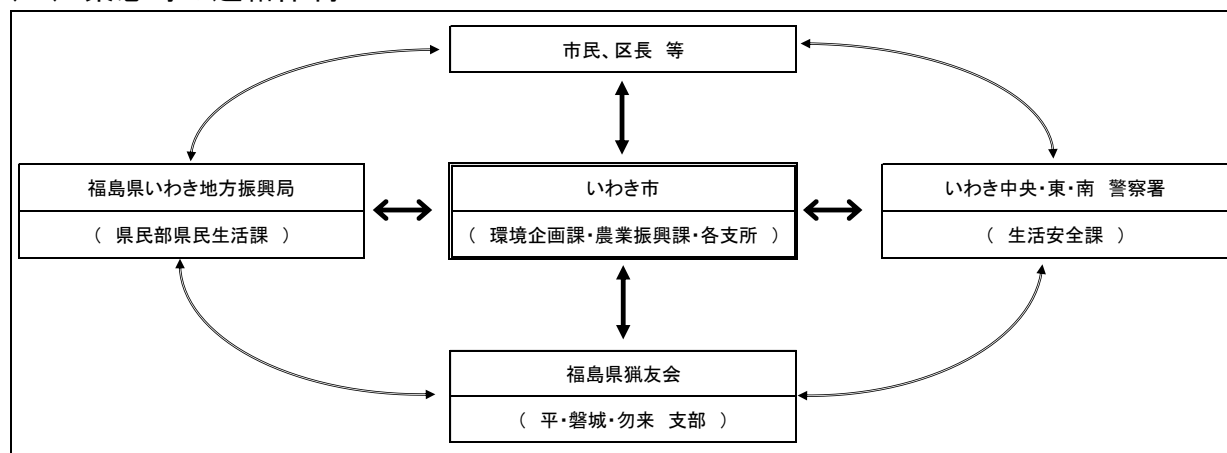 市民、区長 等
福島県いわき地方振興局
（ 県民部県民生活課 ）
いわき市
（ 環境企画課・農業振興課・各支所 ）
いわき中央・東・南 警察署
（ 生活安全課 ）
福島県猟友会
（ 平・磐城・勿来 支部 ）